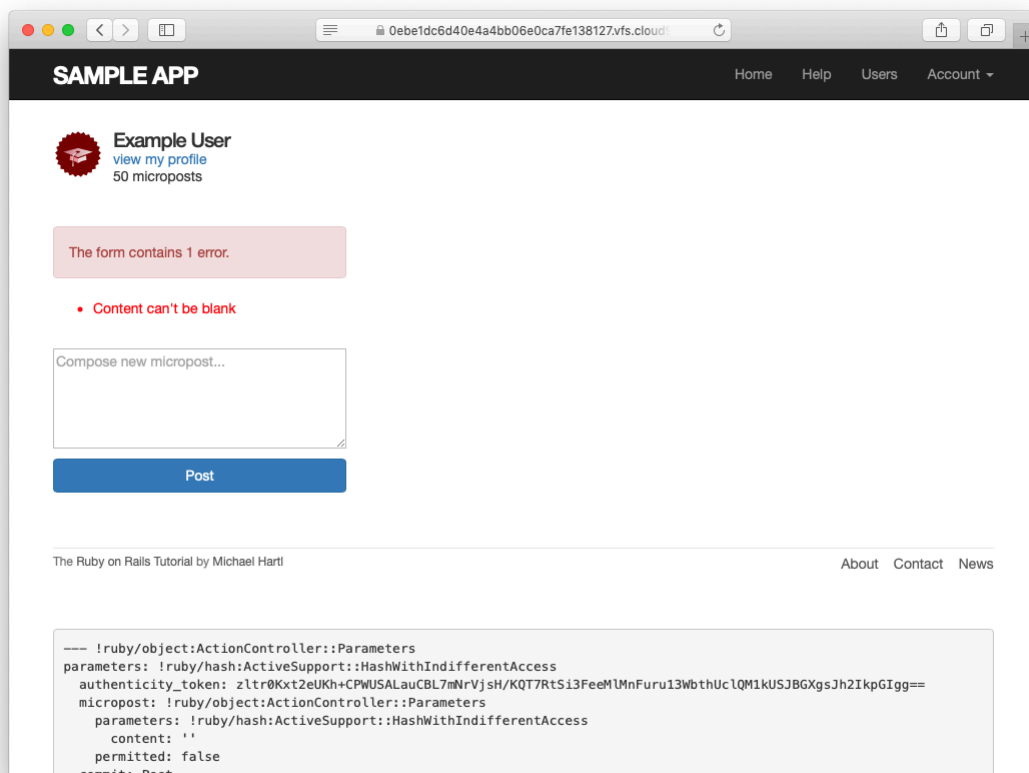 0ebe1dc6d40e4a4bb06e0ca7fe138127.vfs.cloud9
SAMPLE APP
Home Help Users Account
Example User
view my profile
50 microposts
The form contains 1 error.
Content can't be blank
Compose new micropost...
Post
The Ruby on Rails Tutorial by Michael Hartl
About Contact News
--- !ruby/object:ActionController::Parameters
parameters: !ruby/hash:ActiveSupport::HashWithIndifferentAccess
authenticity_token: zltr0Kxt2eUKh+CPWUSALauCBL7mNrVjsH/KQT7RtSi3FeeMlMnFuru13WbthUclQM1kUSJBGXgsJh2IkpGIgg==
micropost: !ruby/object:ActionController::Parameters
parameters: !ruby/hash:ActiveSupport::HashWithIndifferentAccess
content: ''
permitted: false
commit: Post